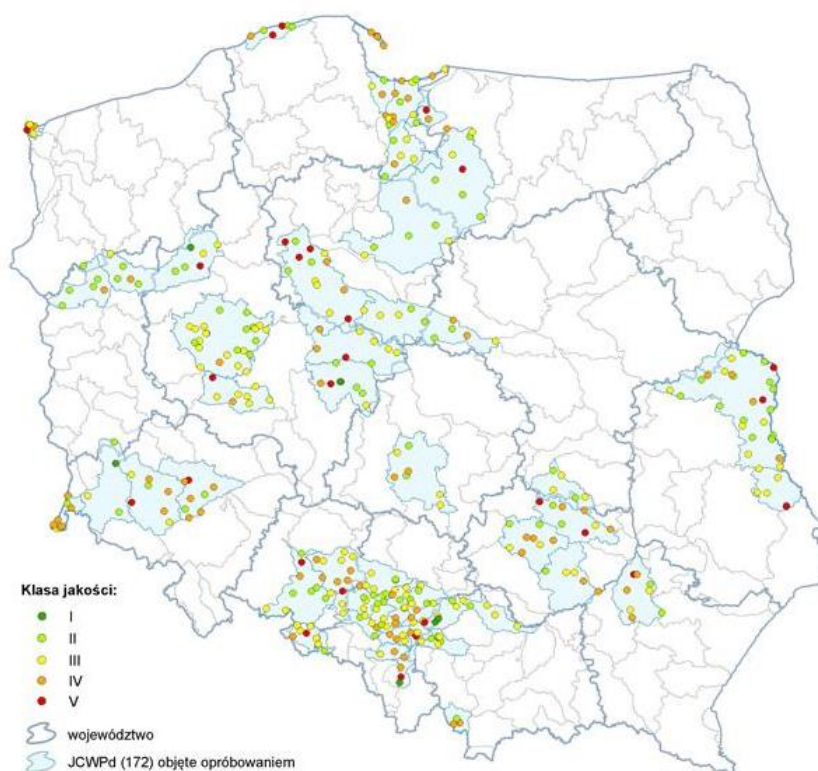 Klasa jakości:
I
II
III
IV
V
województwo
JCWPd (172) objęte opróbowaniem